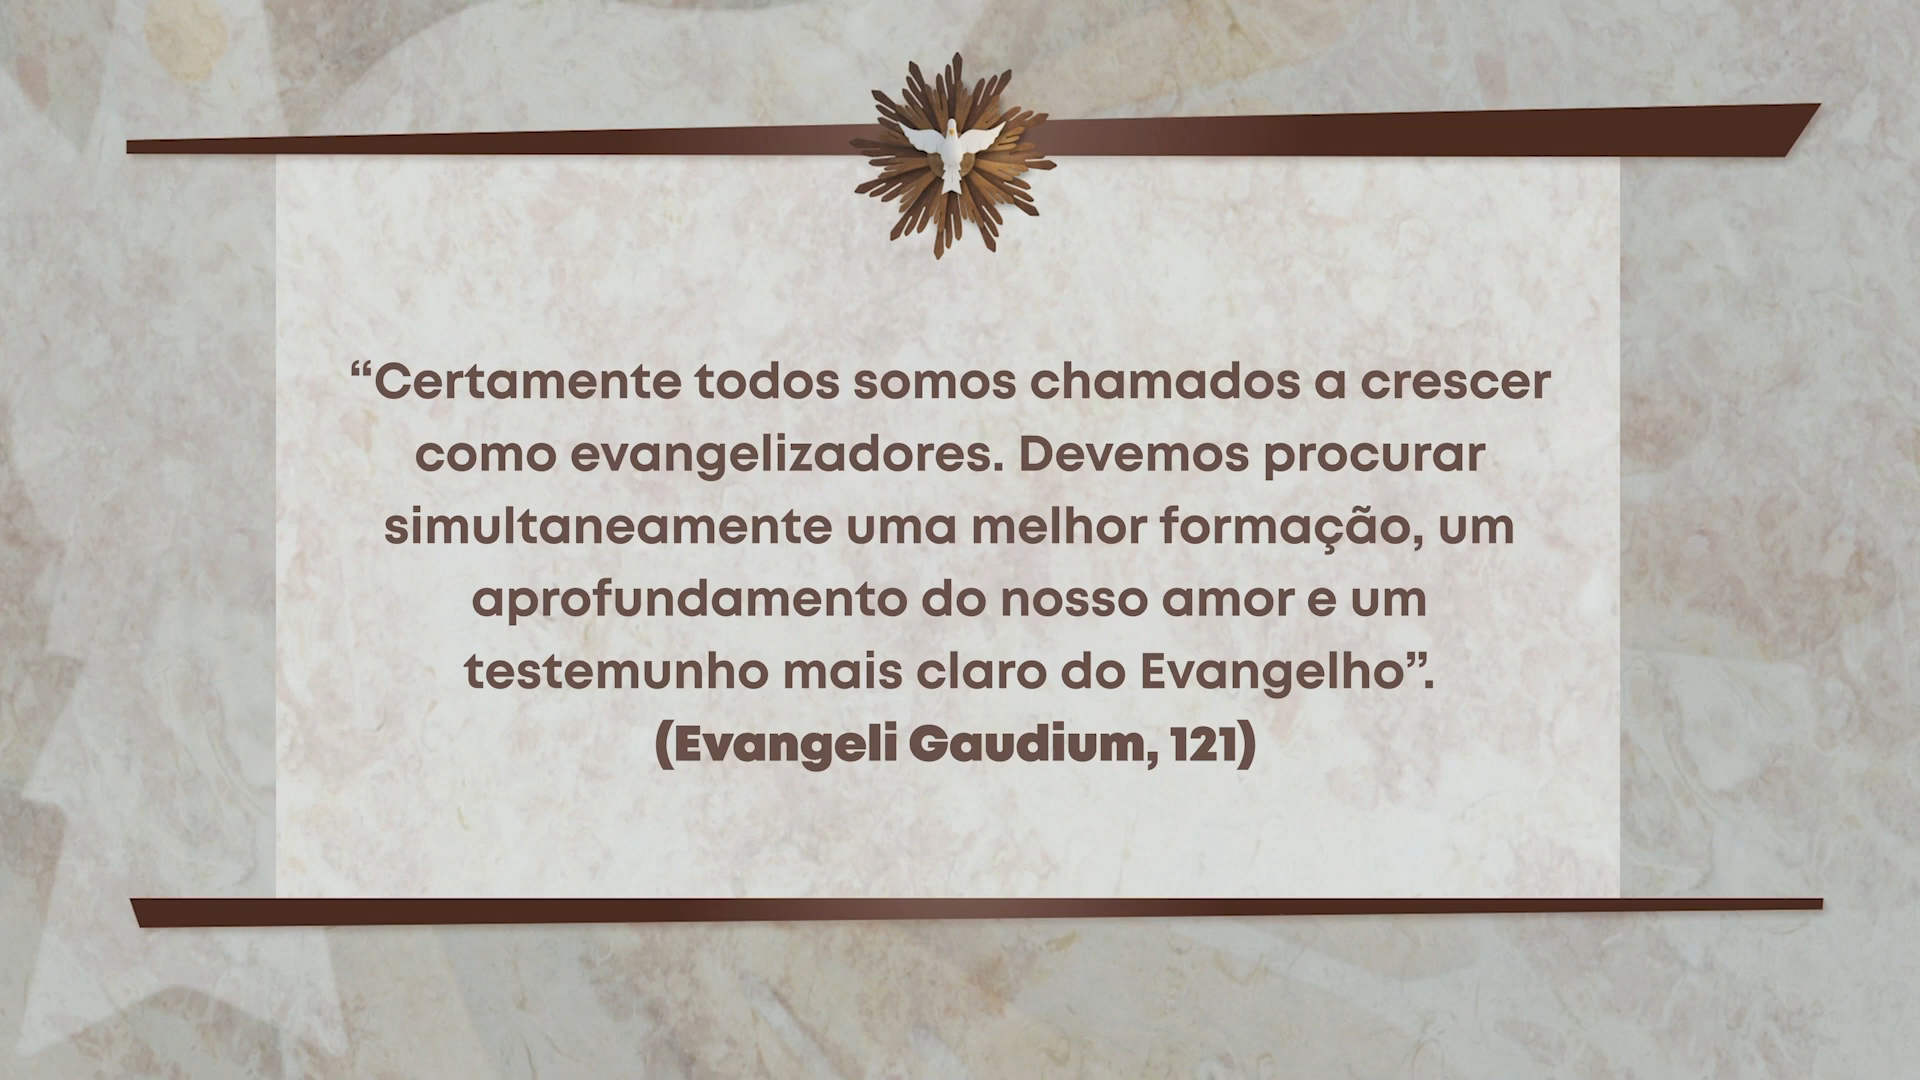 “Certamente todos somos chamados a crescer
como evangelizadores. Devemos procurar
simultaneamente uma melhor formação, um
aprofundamento do nosso amor e um
testemunho mais claro do Evangelho”.
(Evangeli Gaudium, 121)